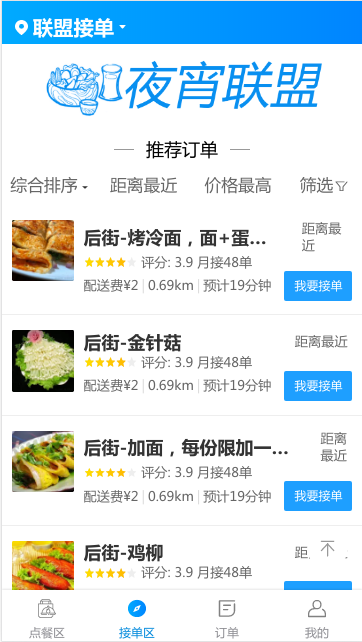 联盟接单
夜宵联盟
推荐订单
综合排序 距离最近 价格最高 筛选
后街-烤冷面，面+蛋... 距离最近
评分: 3.9 月接48单
配送费¥2 | 0.69km | 预计19分钟 我要接单
后街-金针菇 距离最近
评分: 3.9 月接48单
配送费¥2 | 0.69km | 预计19分钟 我要接单
后街-加面，每份限加一... 距离最近
评分: 3.9 月接48单
配送费¥2 | 0.69km | 预计19分钟 我要接单
后街-鸡柳 距
评分: 3.9 月接48单
点餐区 接单区 订单 我的